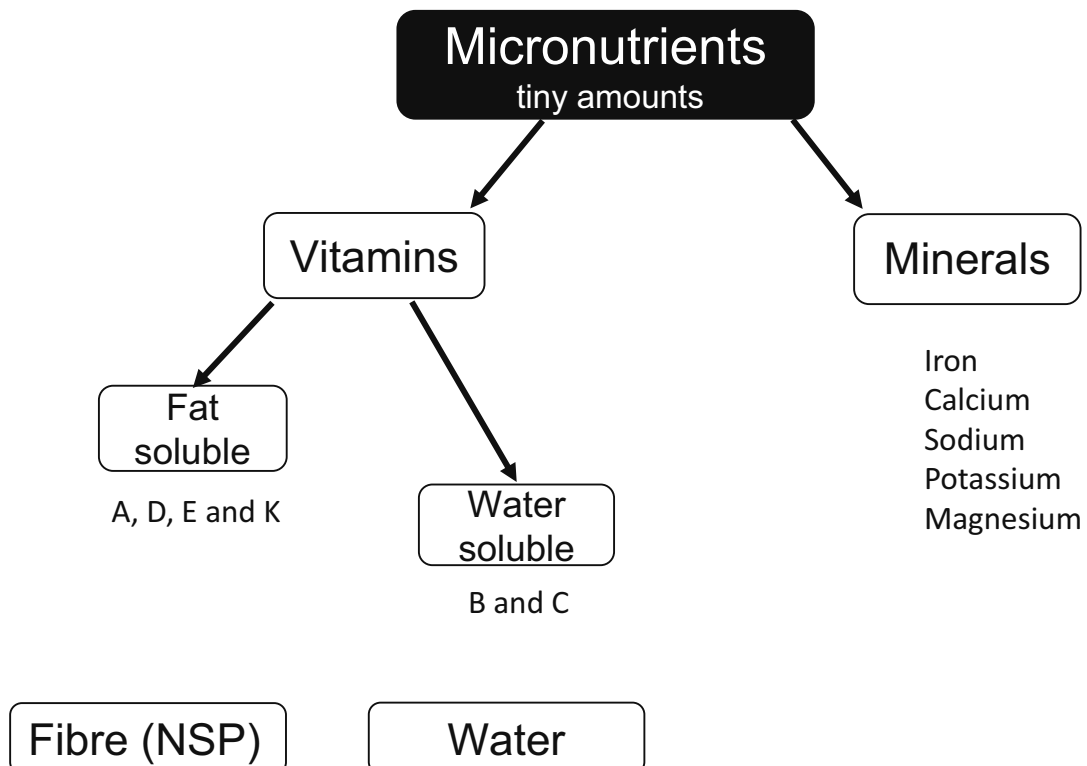 Micronutrients
tiny amounts
Vitamins
Minerals
Fat
soluble
A, D, E and K
Water
soluble
B and C
Iron
Calcium
Sodium
Potassium
Magnesium
Fibre (NSP)
Water